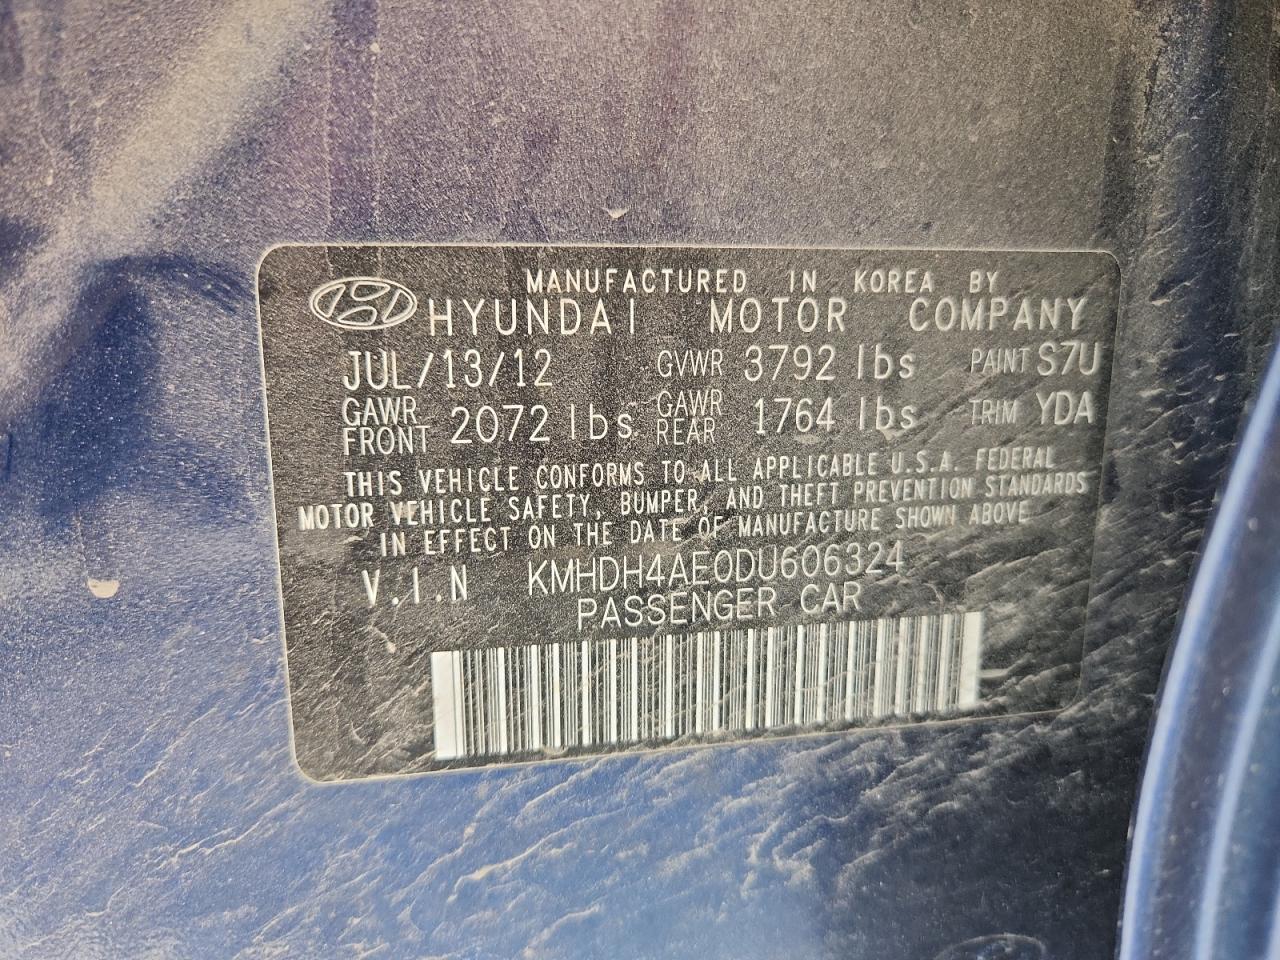 MANUFACTURED IN KOREA BY
HYUNDAI MOTOR COMPANY
JUL/13/12 GVWR 3792 lbs PAINT S7U
GAWR FRONT 2072 lbs GAWR REAR 1764 lbs TRIM YDA
THIS VEHICLE CONFORMS TO ALL APPLICABLE U.S.A. FEDERAL
MOTOR VEHICLE SAFETY, BUMPER, AND THEFT PREVENTION STANDARDS
IN EFFECT ON THE DATE OF MANUFACTURE SHOWN ABOVE
V.I.N KMHDH4AE0DU606324
PASSENGER CAR